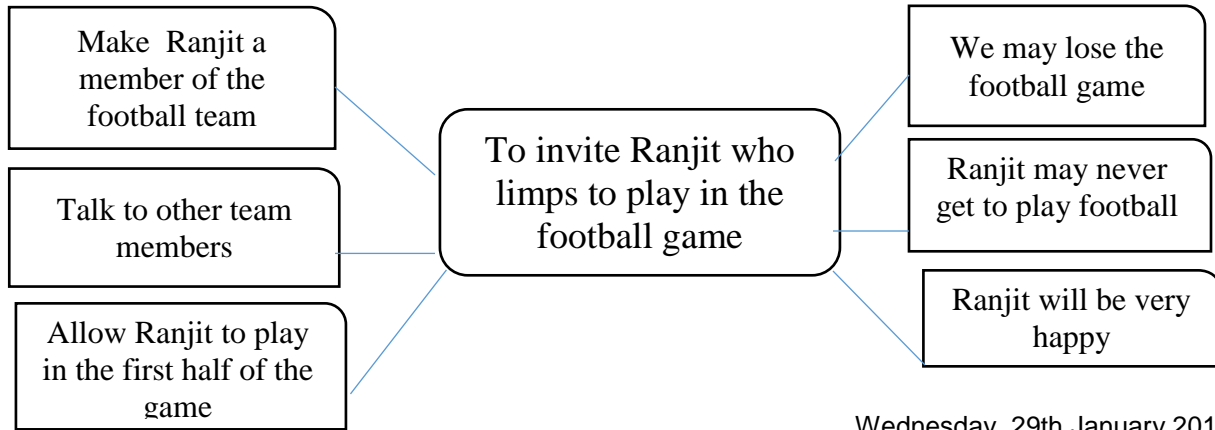 Make Ranjit a
member of the
football team
Talk to other team
members
Allow Ranjit to play
in the first half of the
game
To invite Ranjit who
limps to play in the
football game
We may lose the
football game
Ranjit may never
get to play football
Ranjit will be very
happy
Wednesday, 29th January 201